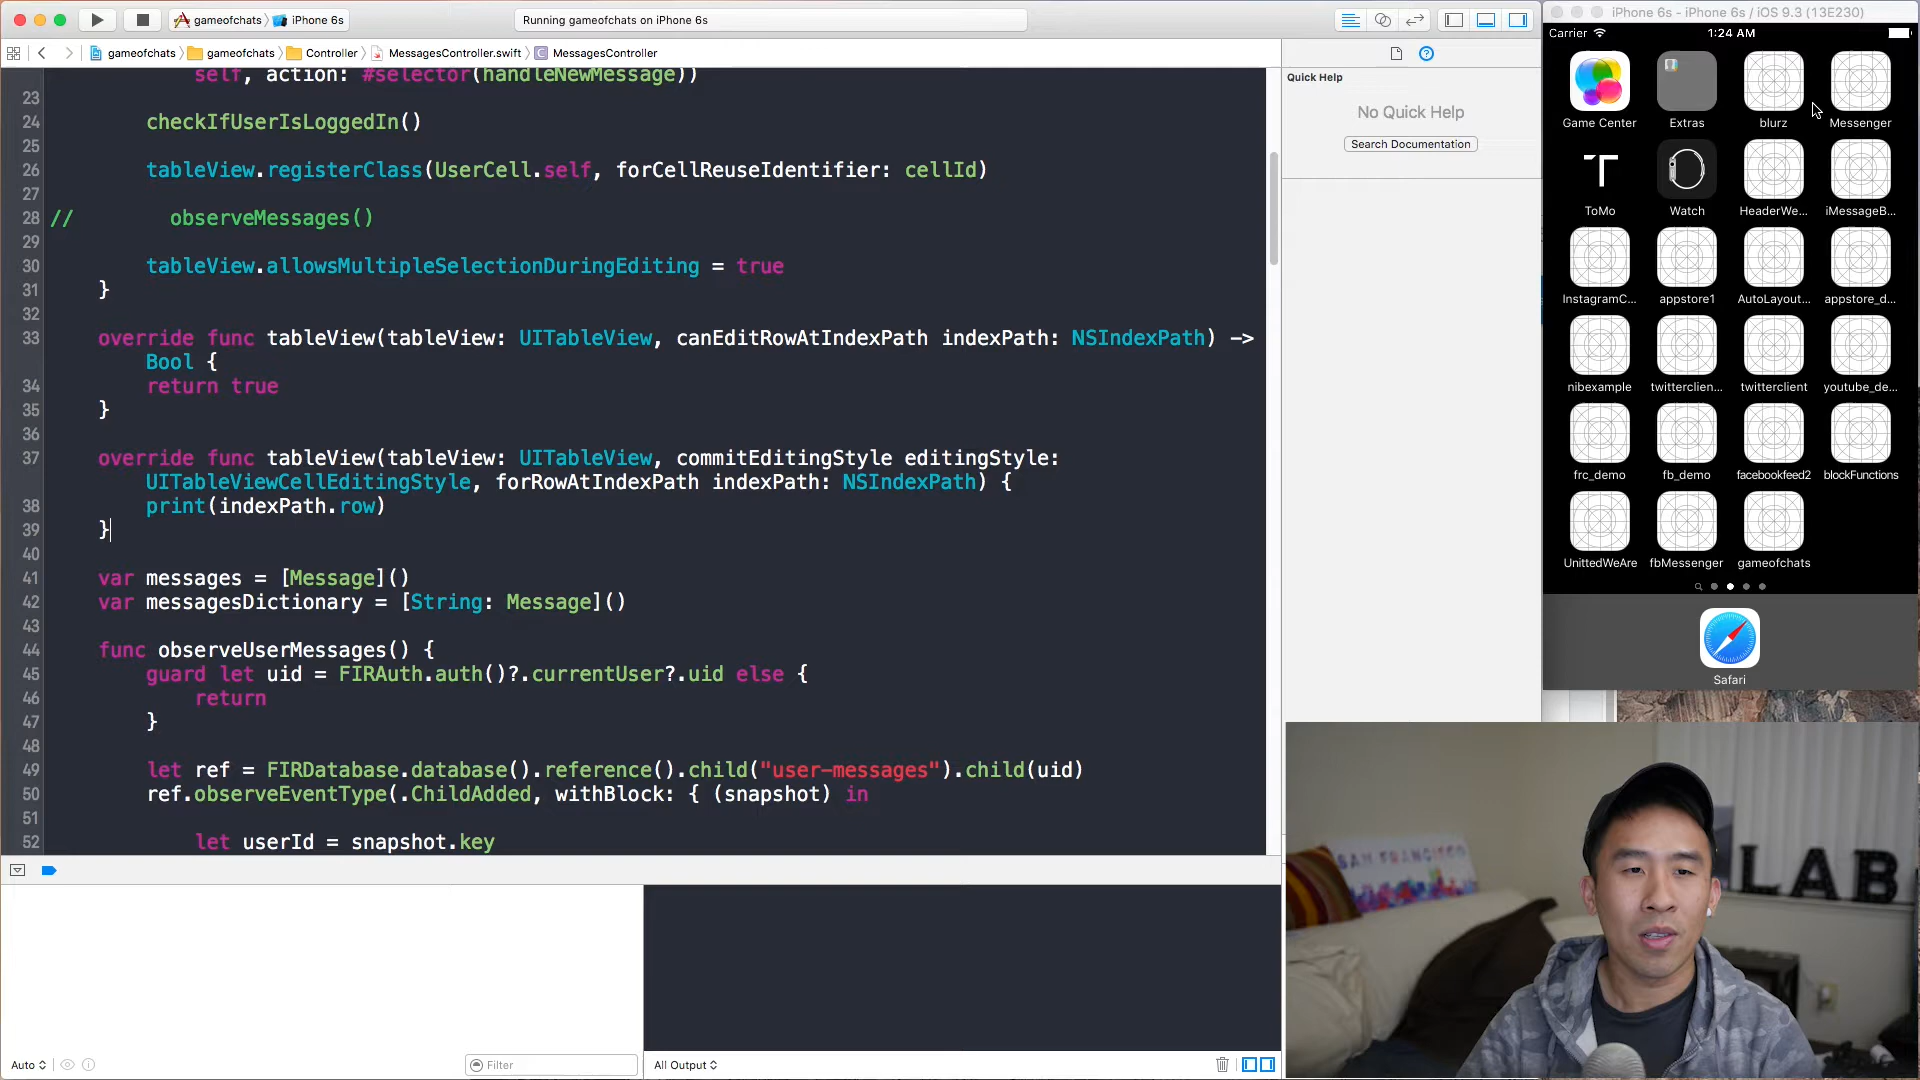 gameofchats
iPhone 6s
Running gameofchats on iPhone 6s
iPhone 6s - iPhone 6s / iOS 9.3 (13E230)
gameofchats
gameofchats
Controller
MessagesController.swift
MessagesController
self, action: #selector(handleNewMessage))
23
24 checkIfUserIsLoggedIn()
25
26 tableView.registerClass(UserCell.self, forCellReuseIdentifier: cellId)
27
28 // observeMessages()
29
30 tableView.allowsMultipleSelectionDuringEditing = true
31 }
32
33 override func tableView(tableView: UITableView, canEditRowAtIndexPath indexPath: NSIndexPath) ->
Bool {
34 return true
35 }
36
37 override func tableView(tableView: UITableView, commitEditingStyle editingStyle:
UITableViewCellEditingStyle, forRowAtIndexPath indexPath: NSIndexPath) {
38 print(indexPath.row)
39 }
40
41 var messages = [Message]()
42 var messagesDictionary = [String: Message]()
43
44 func observeUserMessages() {
45 guard let uid = FIRAuth.auth()?.currentUser?.uid else {
46 return
47 }
48
49 let ref = FIRDatabase.database().reference().child("user-messages").child(uid)
50 ref.observeEventType(.ChildAdded, withBlock: { (snapshot) in
51
52 let userId = snapshot.key
Auto
Filter
All Output
Quick Help
No Quick Help
Search Documentation
Carrier
1:24 AM
Game Center
Extras
blurz
Messenger
T
ToMo
Watch
HeaderWe...
iMessageB...
InstagramC...
appstore1
AutoLayout...
appstore_d...
nibexample
twitterclien...
twitterclient
youtube_de...
frc_demo
fb_demo
facebookfeed2
blockFunctions
UnittedWeAre
fbMessenger
gameofchats
Safari
SAN FRANCISCO
LAB